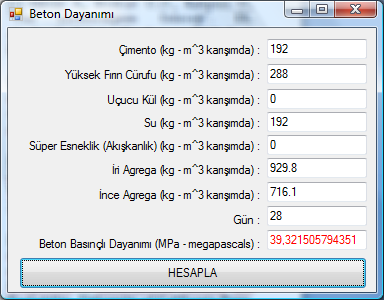 Beton Dayanımı
Çimento (kg - m^3 karışımda) : 192
Yüksek Fırın Cürufu (kg - m^3 karışımda) : 288
Uçucu Kül (kg - m^3 karışımda) : 0
Su (kg - m^3 karışımda) : 192
Süper Esneklik (Akışkanlık) (kg - m^3 karışımda) : 0
İri Agrega (kg - m^3 karışımda) : 929.8
İnce Agrega (kg - m^3 karışımda) : 716.1
Gün : 28
Beton Basınçlı Dayanımı (MPa - megapascals) : 39,321505794351
HESAPLA